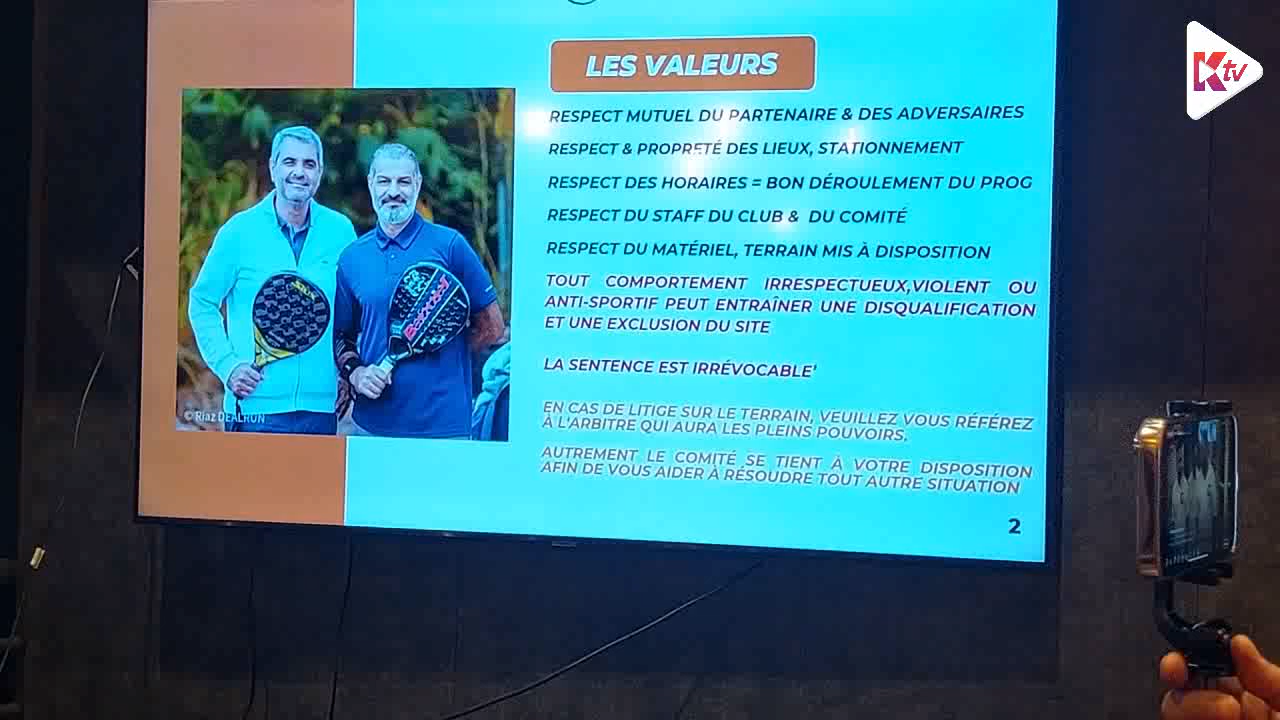 Ktv
LES VALEURS
RESPECT MUTUEL DU PARTENAIRE & DES ADVERSAIRES
RESPECT & PROPRETÉ DES LIEUX, STATIONNEMENT
RESPECT DES HORAIRES = BON DÉROULEMENT DU PROG
RESPECT DU STAFF DU CLUB & DU COMITÉ
RESPECT DU MATÉRIEL, TERRAIN MIS À DISPOSITION
TOUT COMPORTEMENT IRRESPECTUEUX,VIOLENT OU
ANTI-SPORTIF PEUT ENTRAÎNER UNE DISQUALIFICATION
ET UNE EXCLUSION DU SITE
LA SENTENCE EST IRRÉVOCABLE'
EN CAS DE LITIGE SUR LE TERRAIN, VEUILLEZ VOUS RÉFÉREZ
À L'ARBITRE QUI AURA LES PLEINS POUVOIRS.
AUTREMENT LE COMITÉ SE TIENT À VOTRE DISPOSITION
AFIN DE VOUS AIDER À RÉSOUDRE TOUT AUTRE SITUATION
2
© Riaz DEALRUN